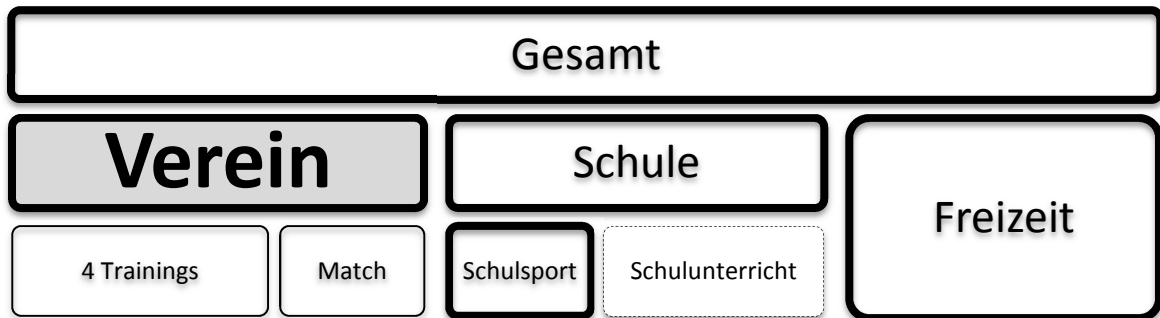 Gesamt
Verein
Schule
Freizeit
4 Trainings
Match
Schulsport
Schulunterricht